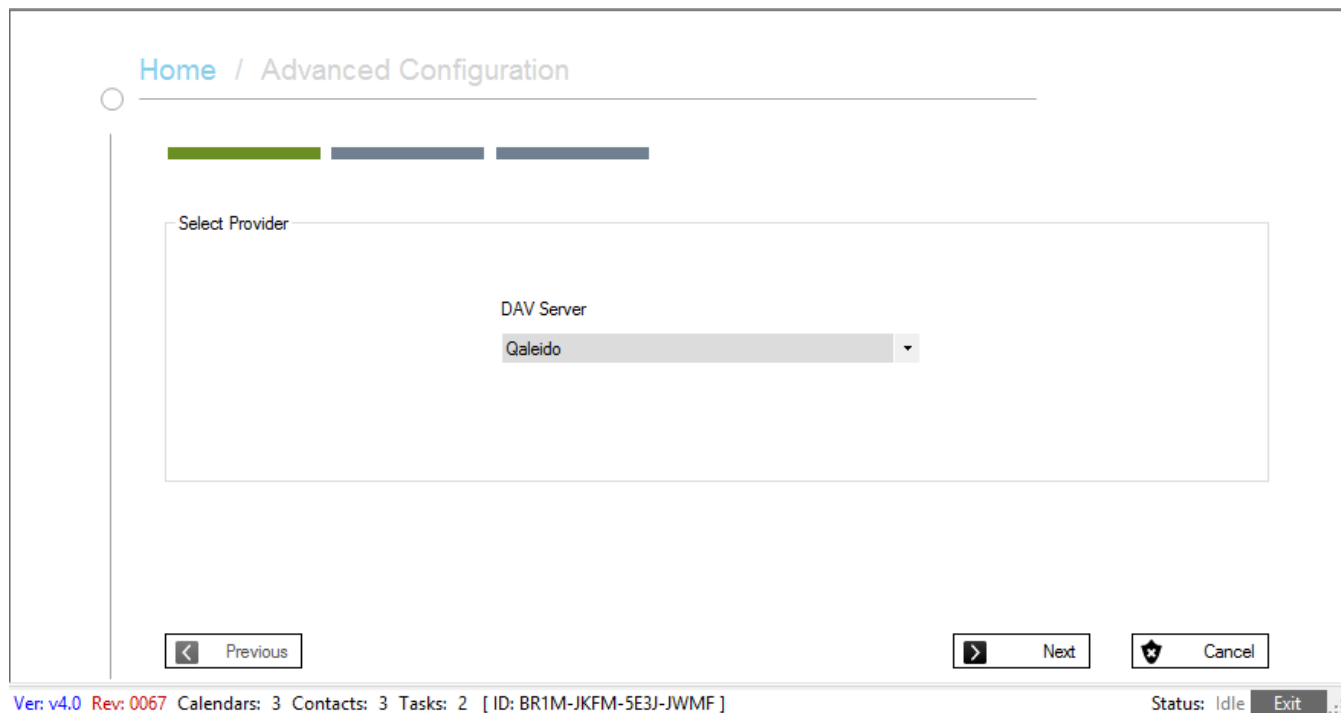 Home / Advanced Configuration
Select Provider
DAV Server
Qaleido
Previous
Next
Cancel
Ver: v4.0 Rev: 0067 Calendars: 3 Contacts: 3 Tasks: 2 [ ID: BR1M-JKFM-5E3J-JWMF ] Status: Idle Exit